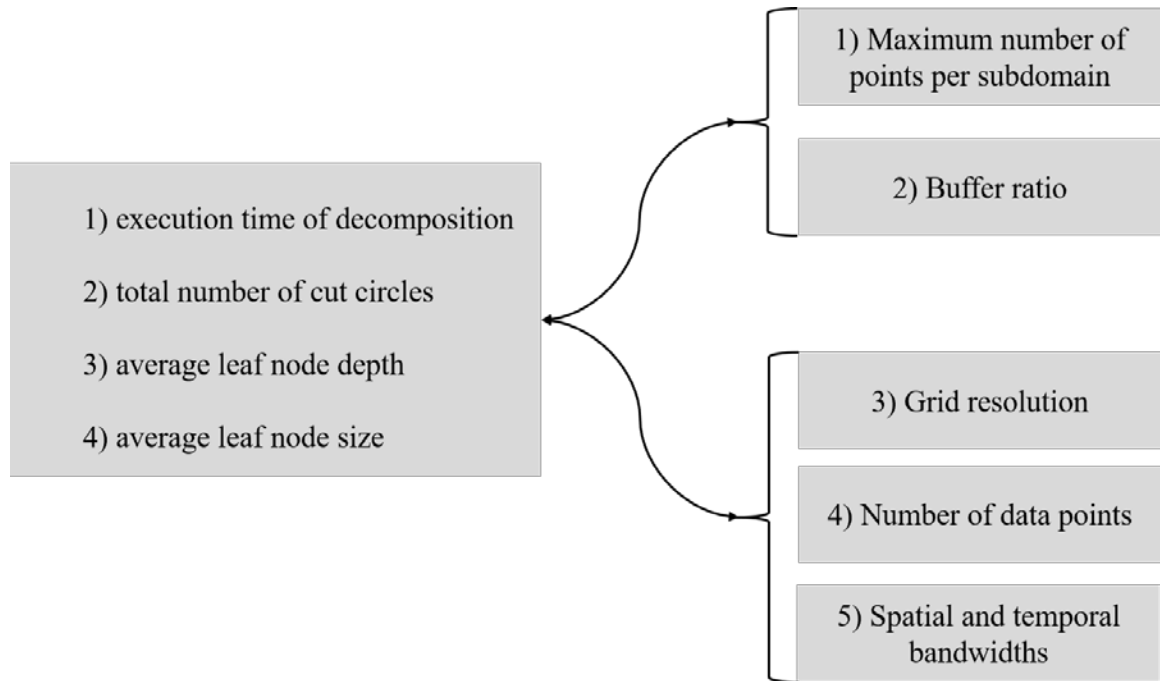 1) execution time of decomposition
2) total number of cut circles
3) average leaf node depth
4) average leaf node size
1) Maximum number of
points per subdomain
2) Buffer ratio
3) Grid resolution
4) Number of data points
5) Spatial and temporal
bandwidths